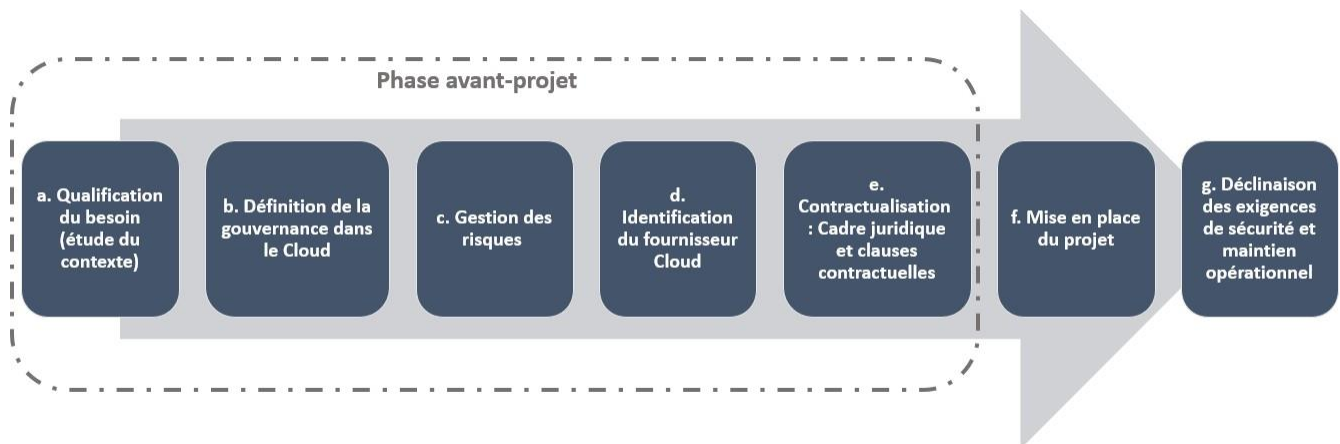 Phase avant-projet
a. Qualification
du besoin
(étude du
contexte)
b. Définition de la
gouvernance dans
le Cloud
c. Gestion des
risques
d.
Identification
du fournisseur
Cloud
e.
Contractualisation
: Cadre juridique
et clauses
contractuelles
f. Mise en place
du projet
g. Déclinaison
des exigences
de sécurité et
maintien
opérationnel